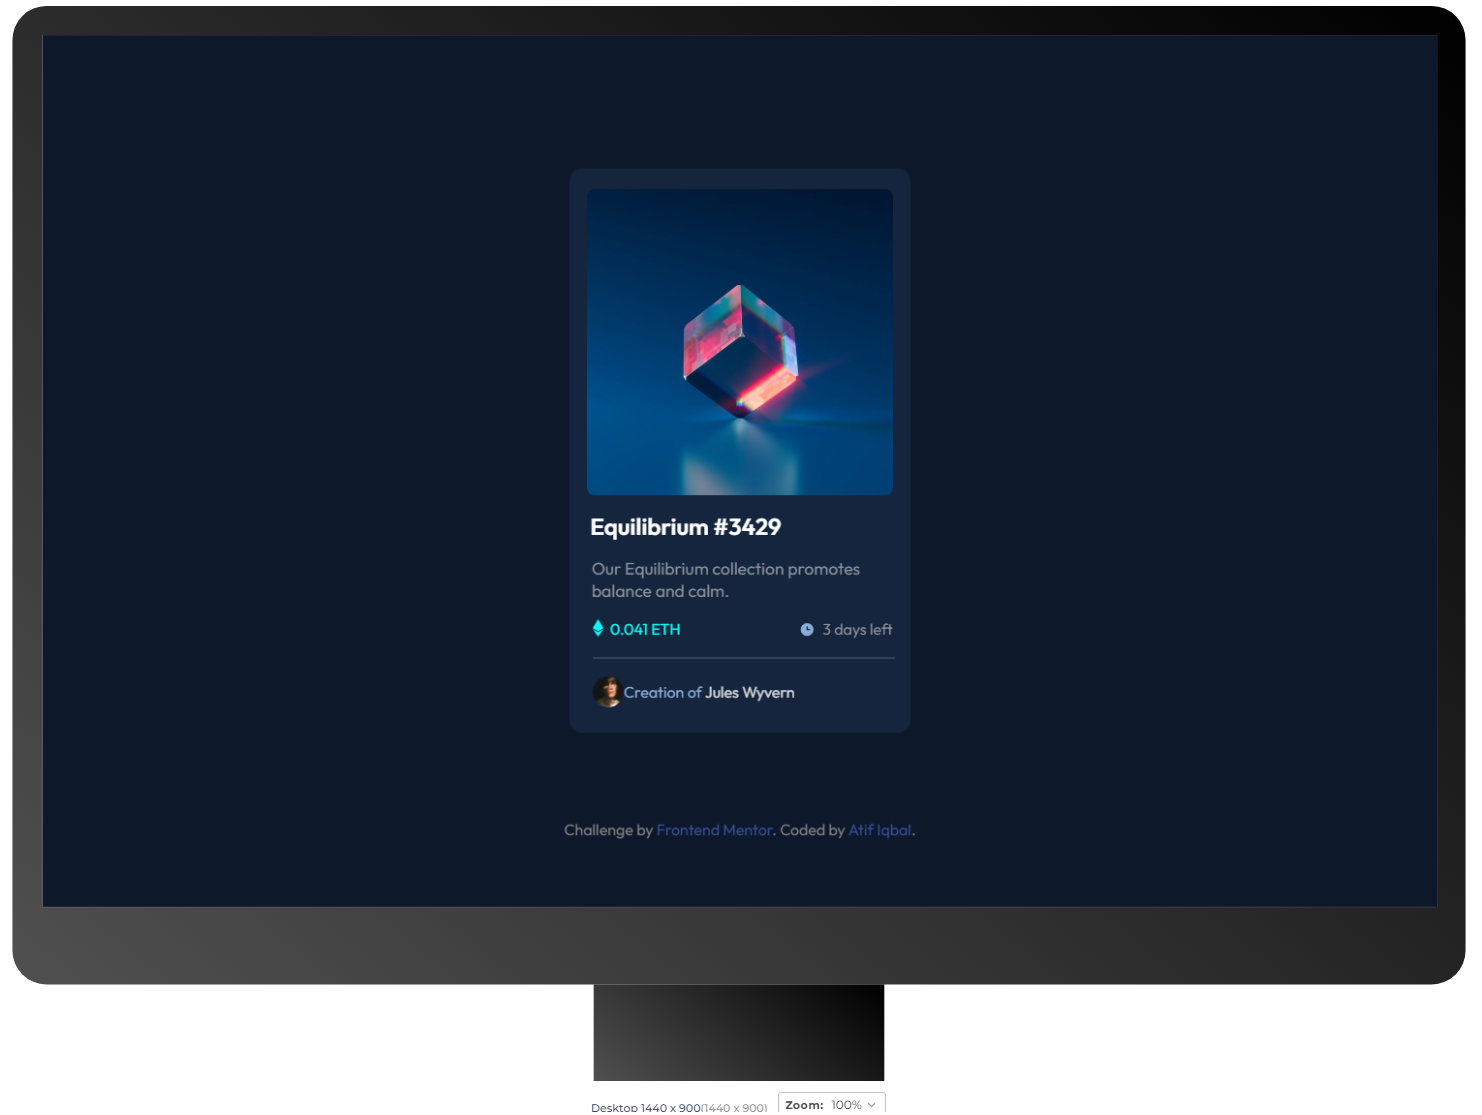 Equilibrium #3429
Our Equilibrium collection promotes
balance and calm.
0.041 ETH
3 days left
Creation of Jules Wyvern
Challenge by Frontend Mentor. Coded by Atif Iqbal.
Desktop 1440 x 900(1440 x 900)
Zoom: 100%